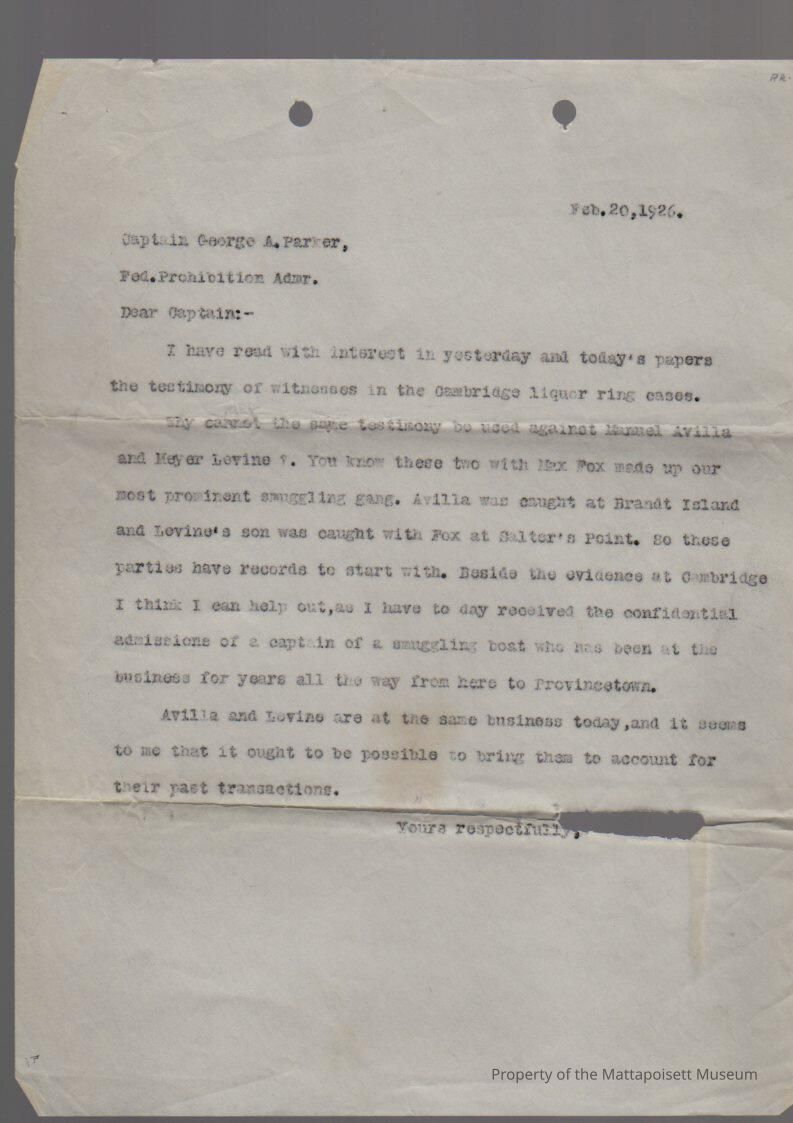 RR-
Feb.20,1926.
Captain George A.Parker,
Fed.Prohibition Admr.
Dear Captain:-
I have read with interest in yesterday and today's papers
the testimony of witnesses in the Cambridge liquor ring cases.
Why cannot the same testimony be used against Manuel Avilla
and Meyer Levine ?. You know these two with Max Fox made up our
most prominent smuggling gang. Avilla was caught at Brandt Island
and Levine's son was caught with Fox at Salter's Point. So these
parties have records to start with. Beside the evidence at Cambridge
I think I can help out,as I have to day received the confidential
admissions of a captain of a smuggling boat who has been at the
business for years all the way from here to Provincetown.
Avilla and Levine are at the same business today,and it seems
to me that it ought to be possible to bring them to account for
their past transactions.
Yours respectfully,
Property of the Mattapoisett Museum